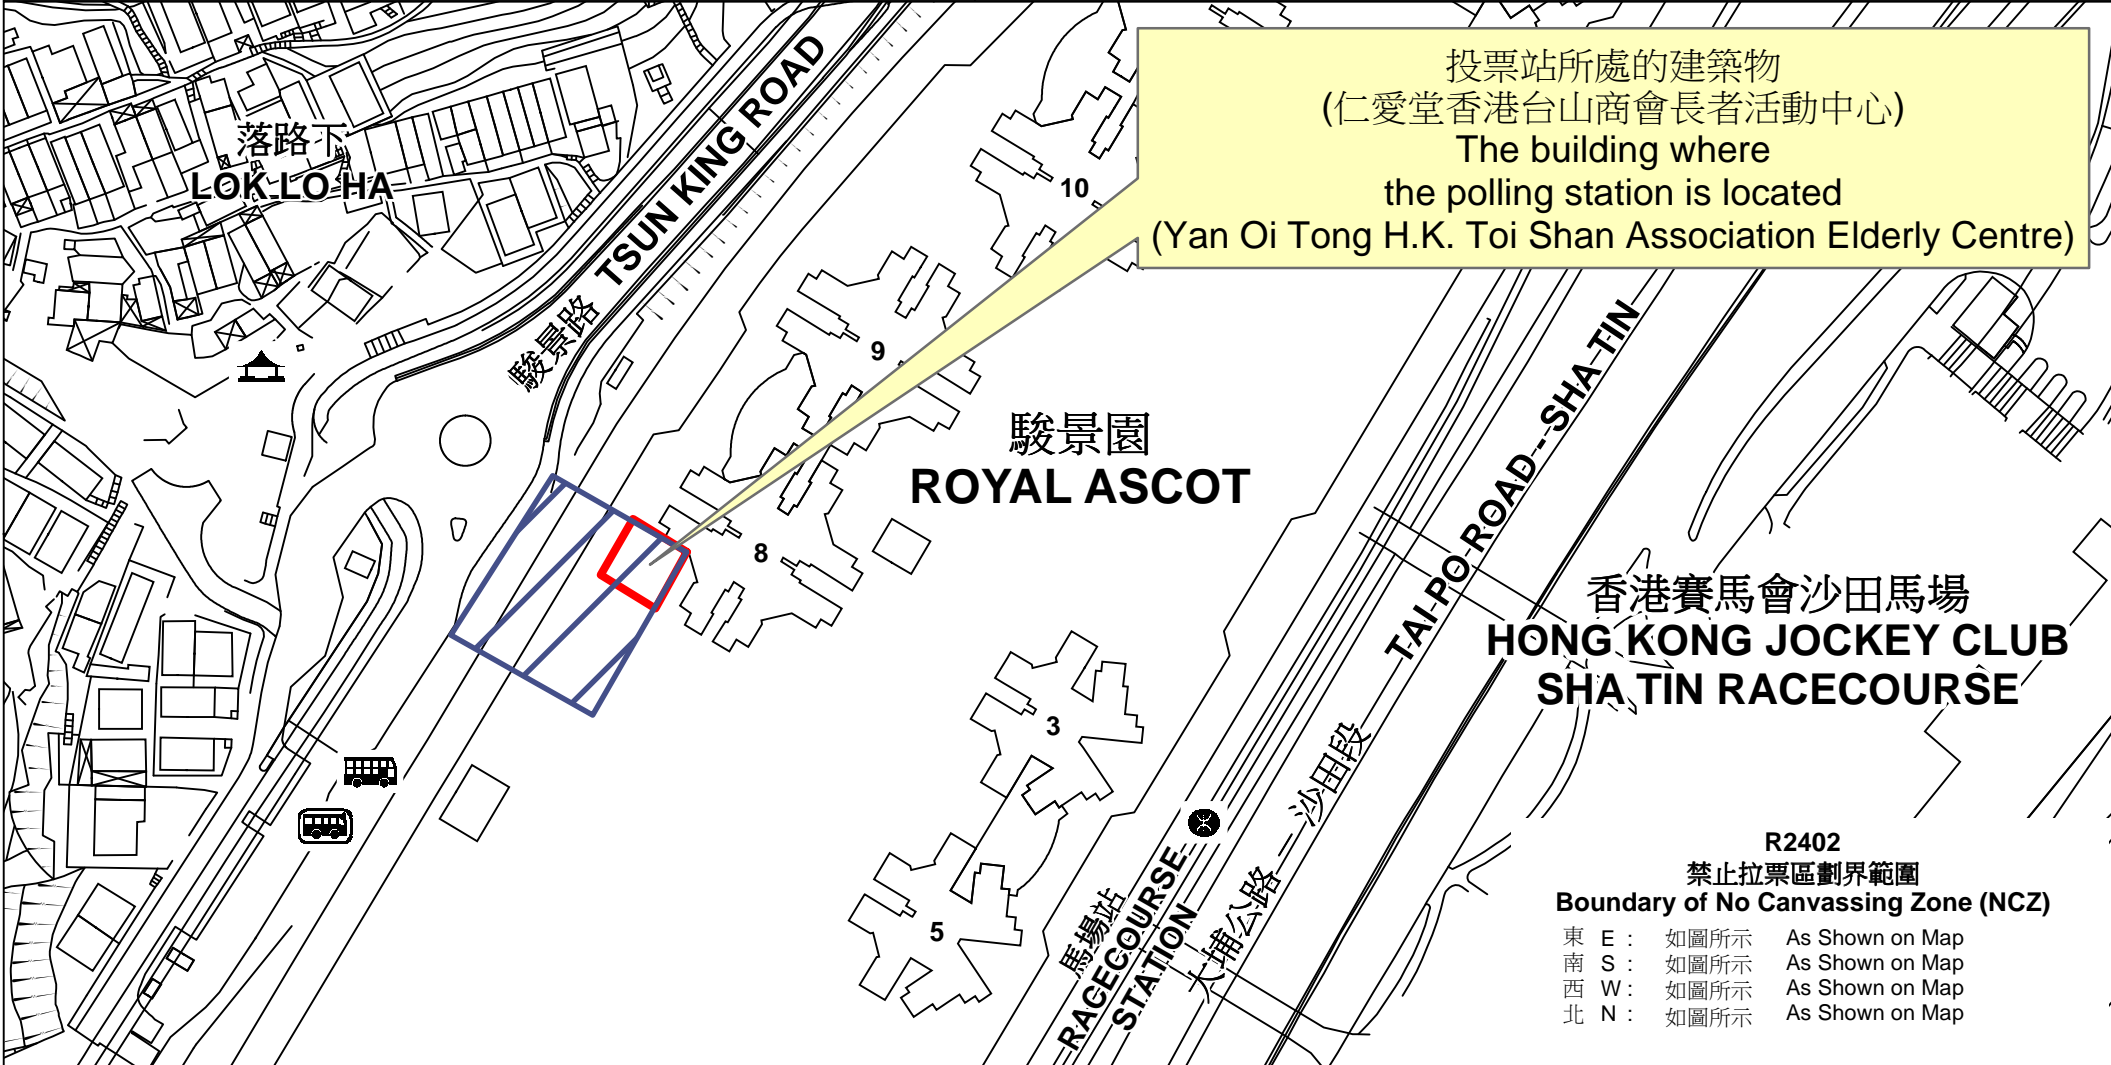 投票站所處的建築物
(仁愛堂香港台山商會長者活動中心)
The building where
the polling station is located
(Yan Oi Tong H.K. Toi Shan Association Elderly Centre)
落路下
LOK LO HA
駿景路 TSUN KING ROAD
10
9
8
3
5
駿景園
ROYAL ASCOT
大埔公路 — 沙田段 TAI PO ROAD - SHA TIN
香港賽馬會沙田馬場
HONG KONG JOCKEY CLUB
SHA TIN RACECOURSE
馬場站
RACECOURSE
STATION
R2402
禁止拉票區劃界範圍
Boundary of No Canvassing Zone (NCZ)
東 E : 如圖所示 As Shown on Map
南 S : 如圖所示 As Shown on Map
西 W : 如圖所示 As Shown on Map
北 N : 如圖所示 As Shown on Map